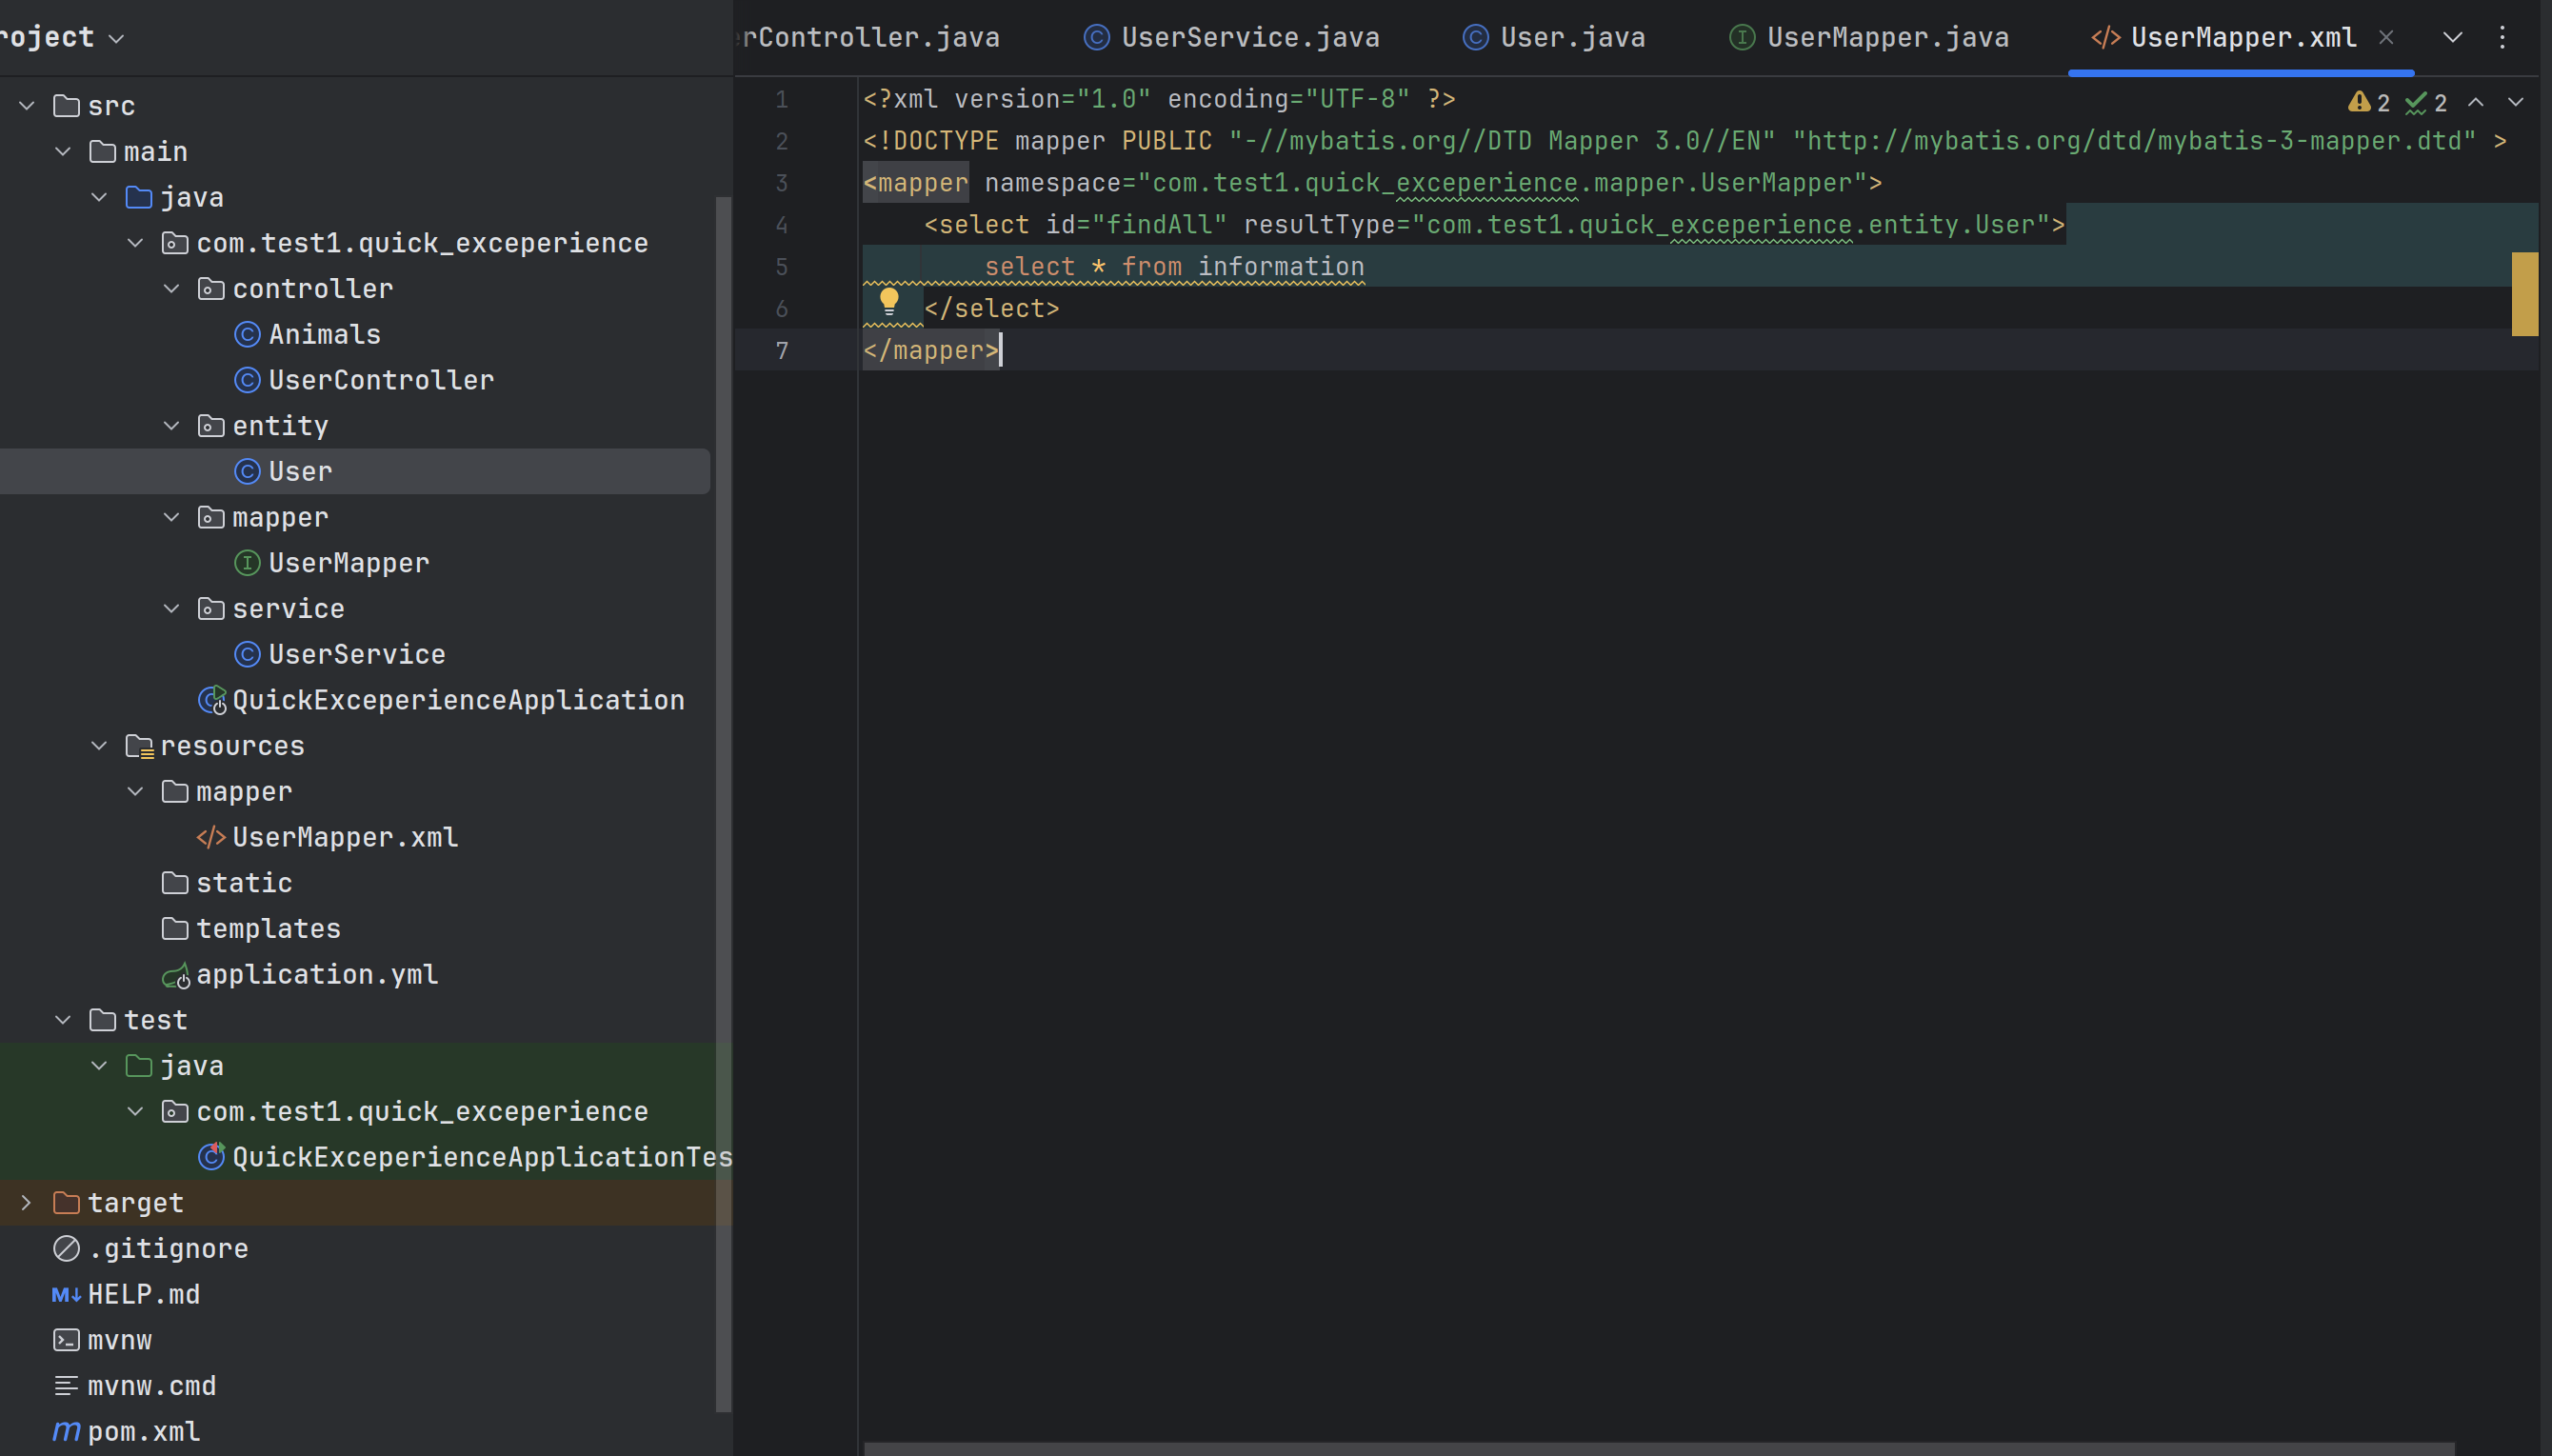 roject
src
main
java
com.test1.quick_exceperience
controller
Animals
UserController
entity
User
mapper
UserMapper
service
UserService
QuickExceperienceApplication
resources
mapper
UserMapper.xml
static
templates
application.yml
test
java
com.test1.quick_exceperience
QuickExceperienceApplicationTes
target
.gitignore
HELP.md
mvnw
mvnw.cmd
pom.xml
erController.java UserService.java User.java UserMapper.java UserMapper.xml
2 2
1 <?xml version="1.0" encoding="UTF-8" ?>
2 <!DOCTYPE mapper PUBLIC "-//mybatis.org//DTD Mapper 3.0//EN" "http://mybatis.org/dtd/mybatis-3-mapper.dtd" >
3 <mapper namespace="com.test1.quick_exceperience.mapper.UserMapper">
4     <select id="findAll" resultType="com.test1.quick_exceperience.entity.User">
5         select * from information
6     </select>
7 </mapper>